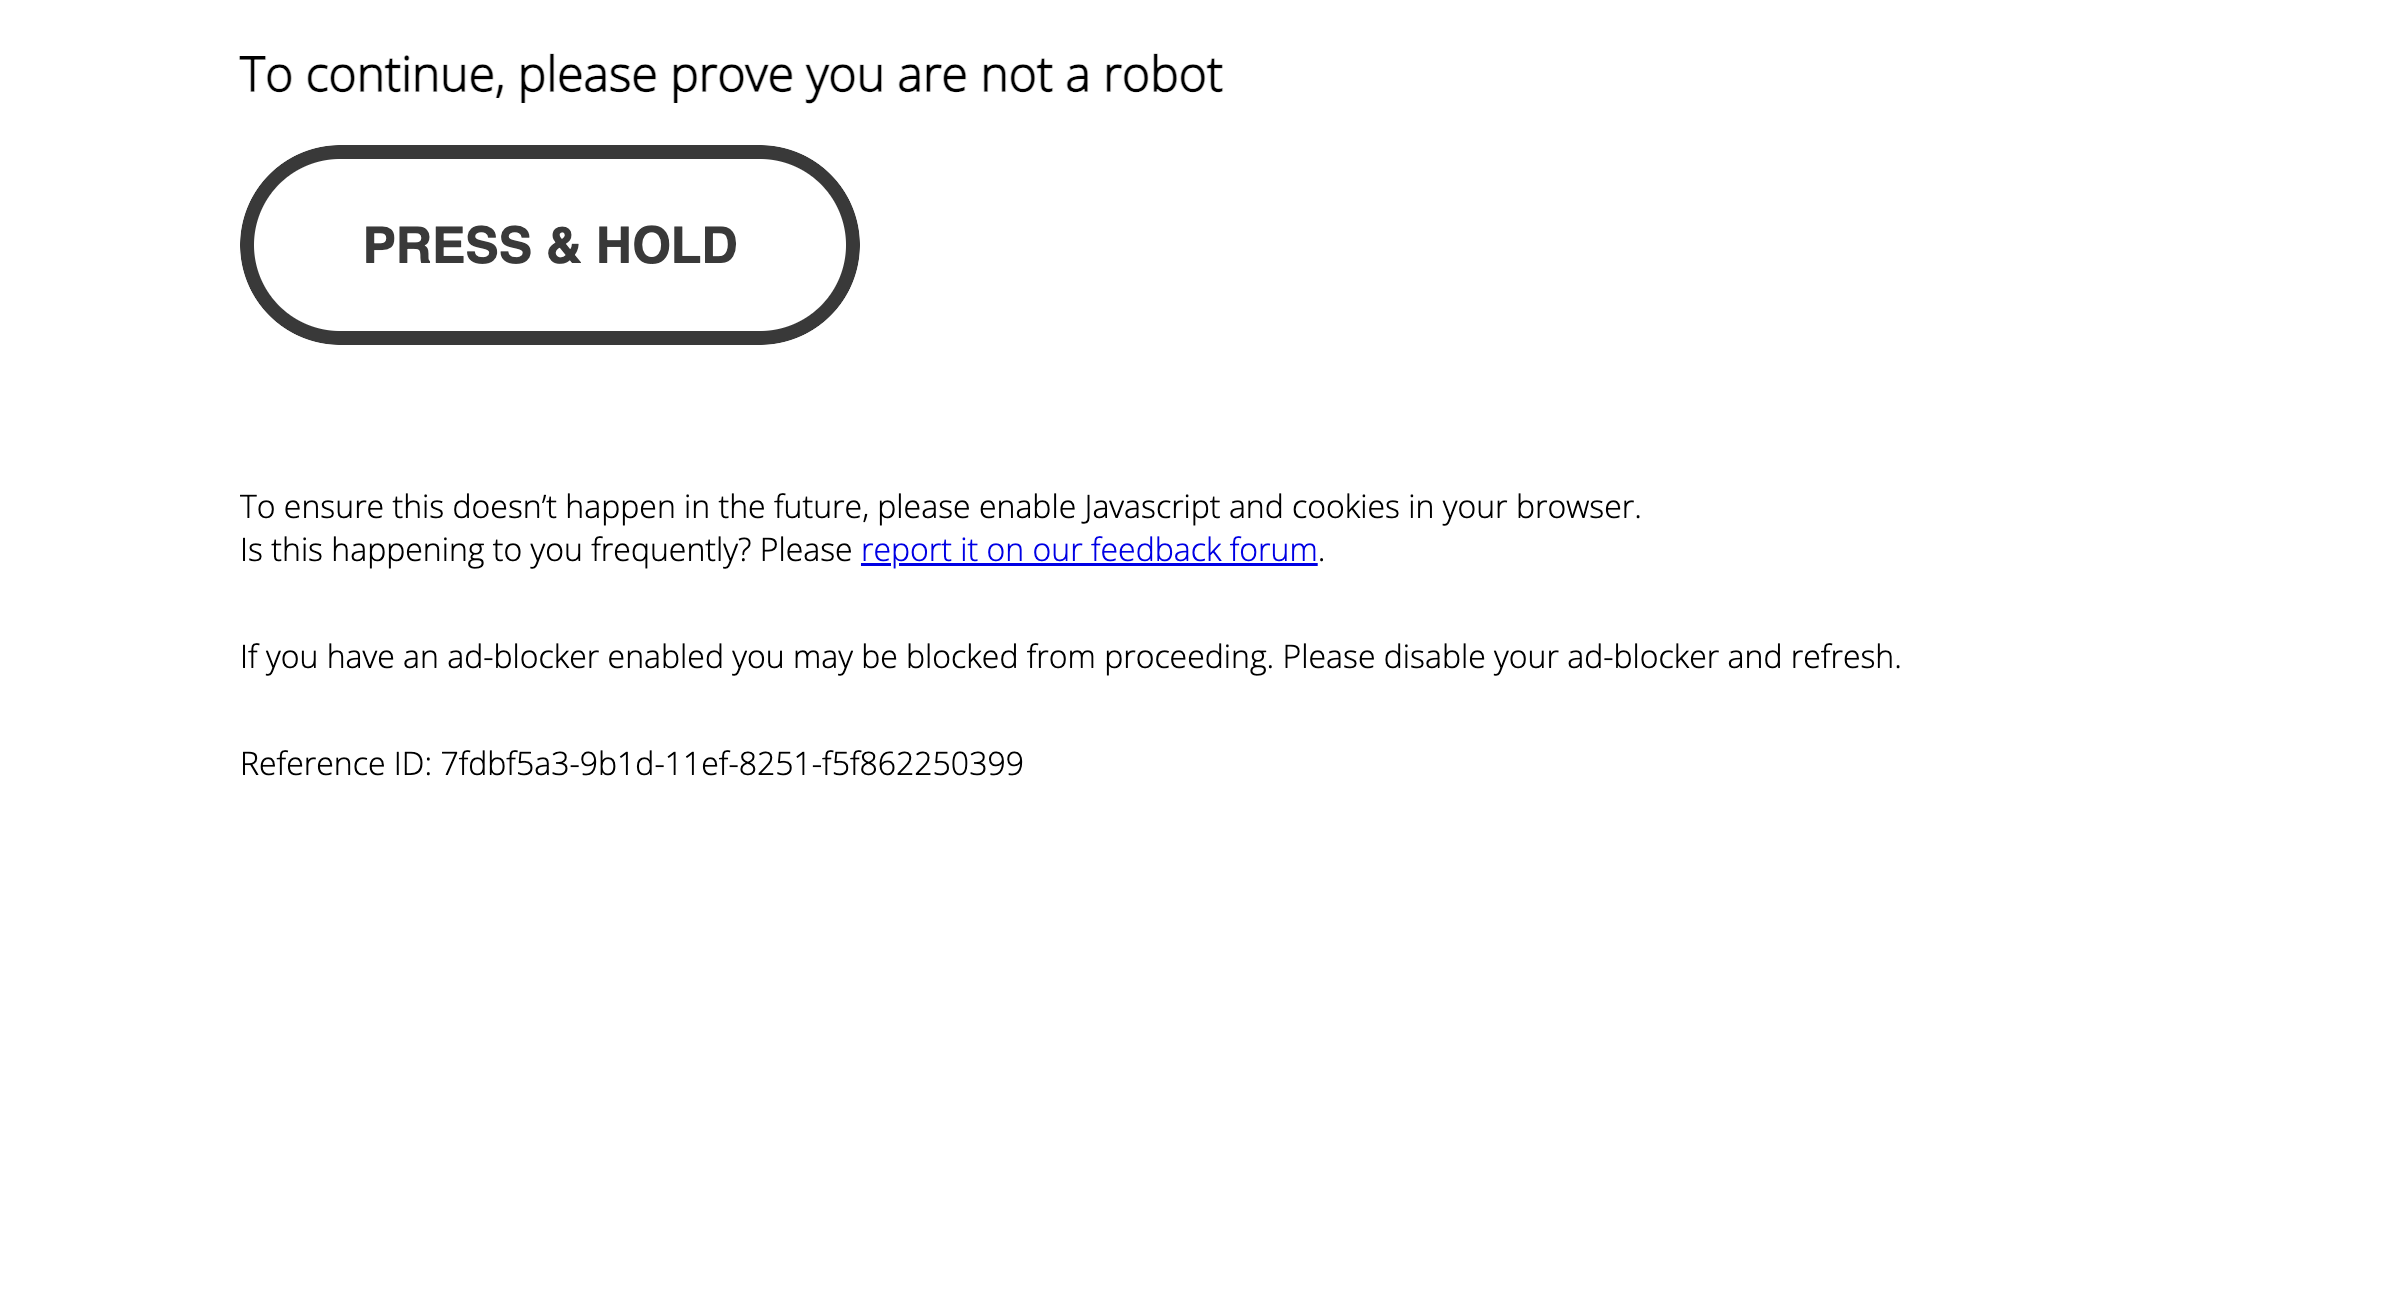 To continue, please prove you are not a robot
PRESS & HOLD
To ensure this doesn’t happen in the future, please enable Javascript and cookies in your browser.
Is this happening to you frequently? Please report it on our feedback forum.
If you have an ad-blocker enabled you may be blocked from proceeding. Please disable your ad-blocker and refresh.
Reference ID: 7fdbf5a3-9b1d-11ef-8251-f5f862250399